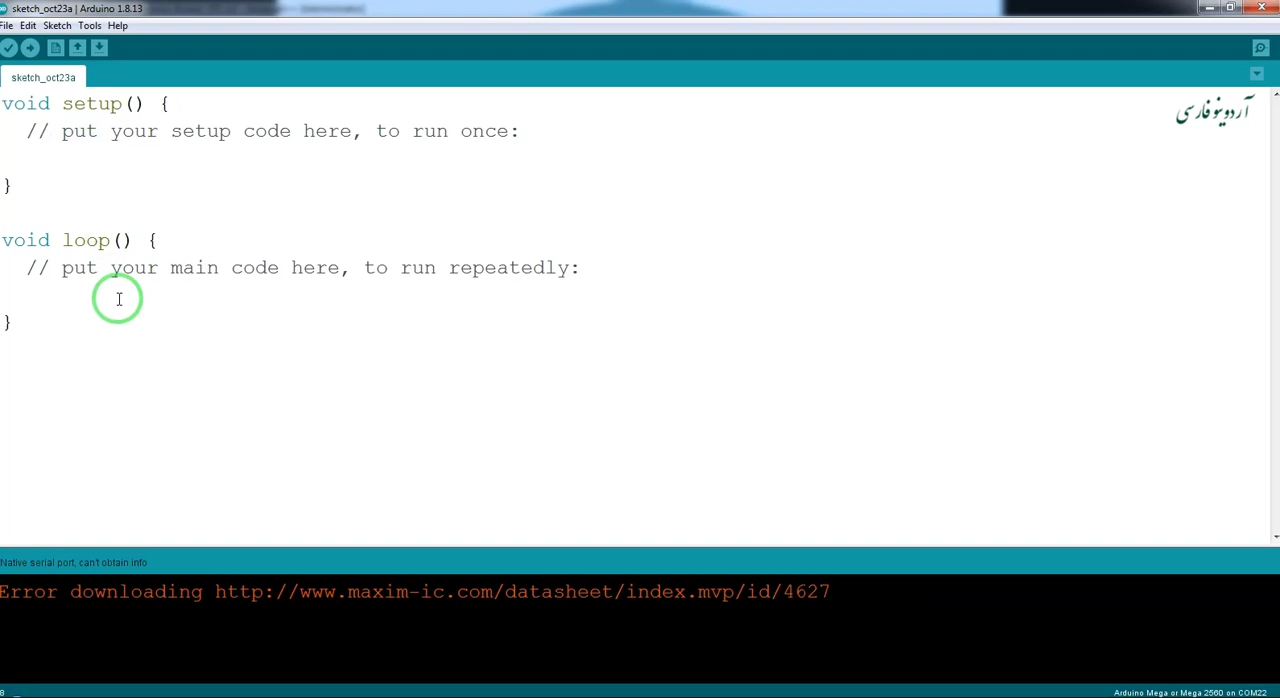 sketch_oct23a | Arduino 1.8.13
File Edit Sketch Tools Help
sketch_oct23a
آردوینو فارسی
void setup() {
// put your setup code here, to run once:
}
void loop() {
// put your main code here, to run repeatedly:
}
Native serial port, can't obtain info
Error downloading http://www.maxim-ic.com/datasheet/index.mvp/id/4627
8
Arduino Mega or Mega 2560 on COM22